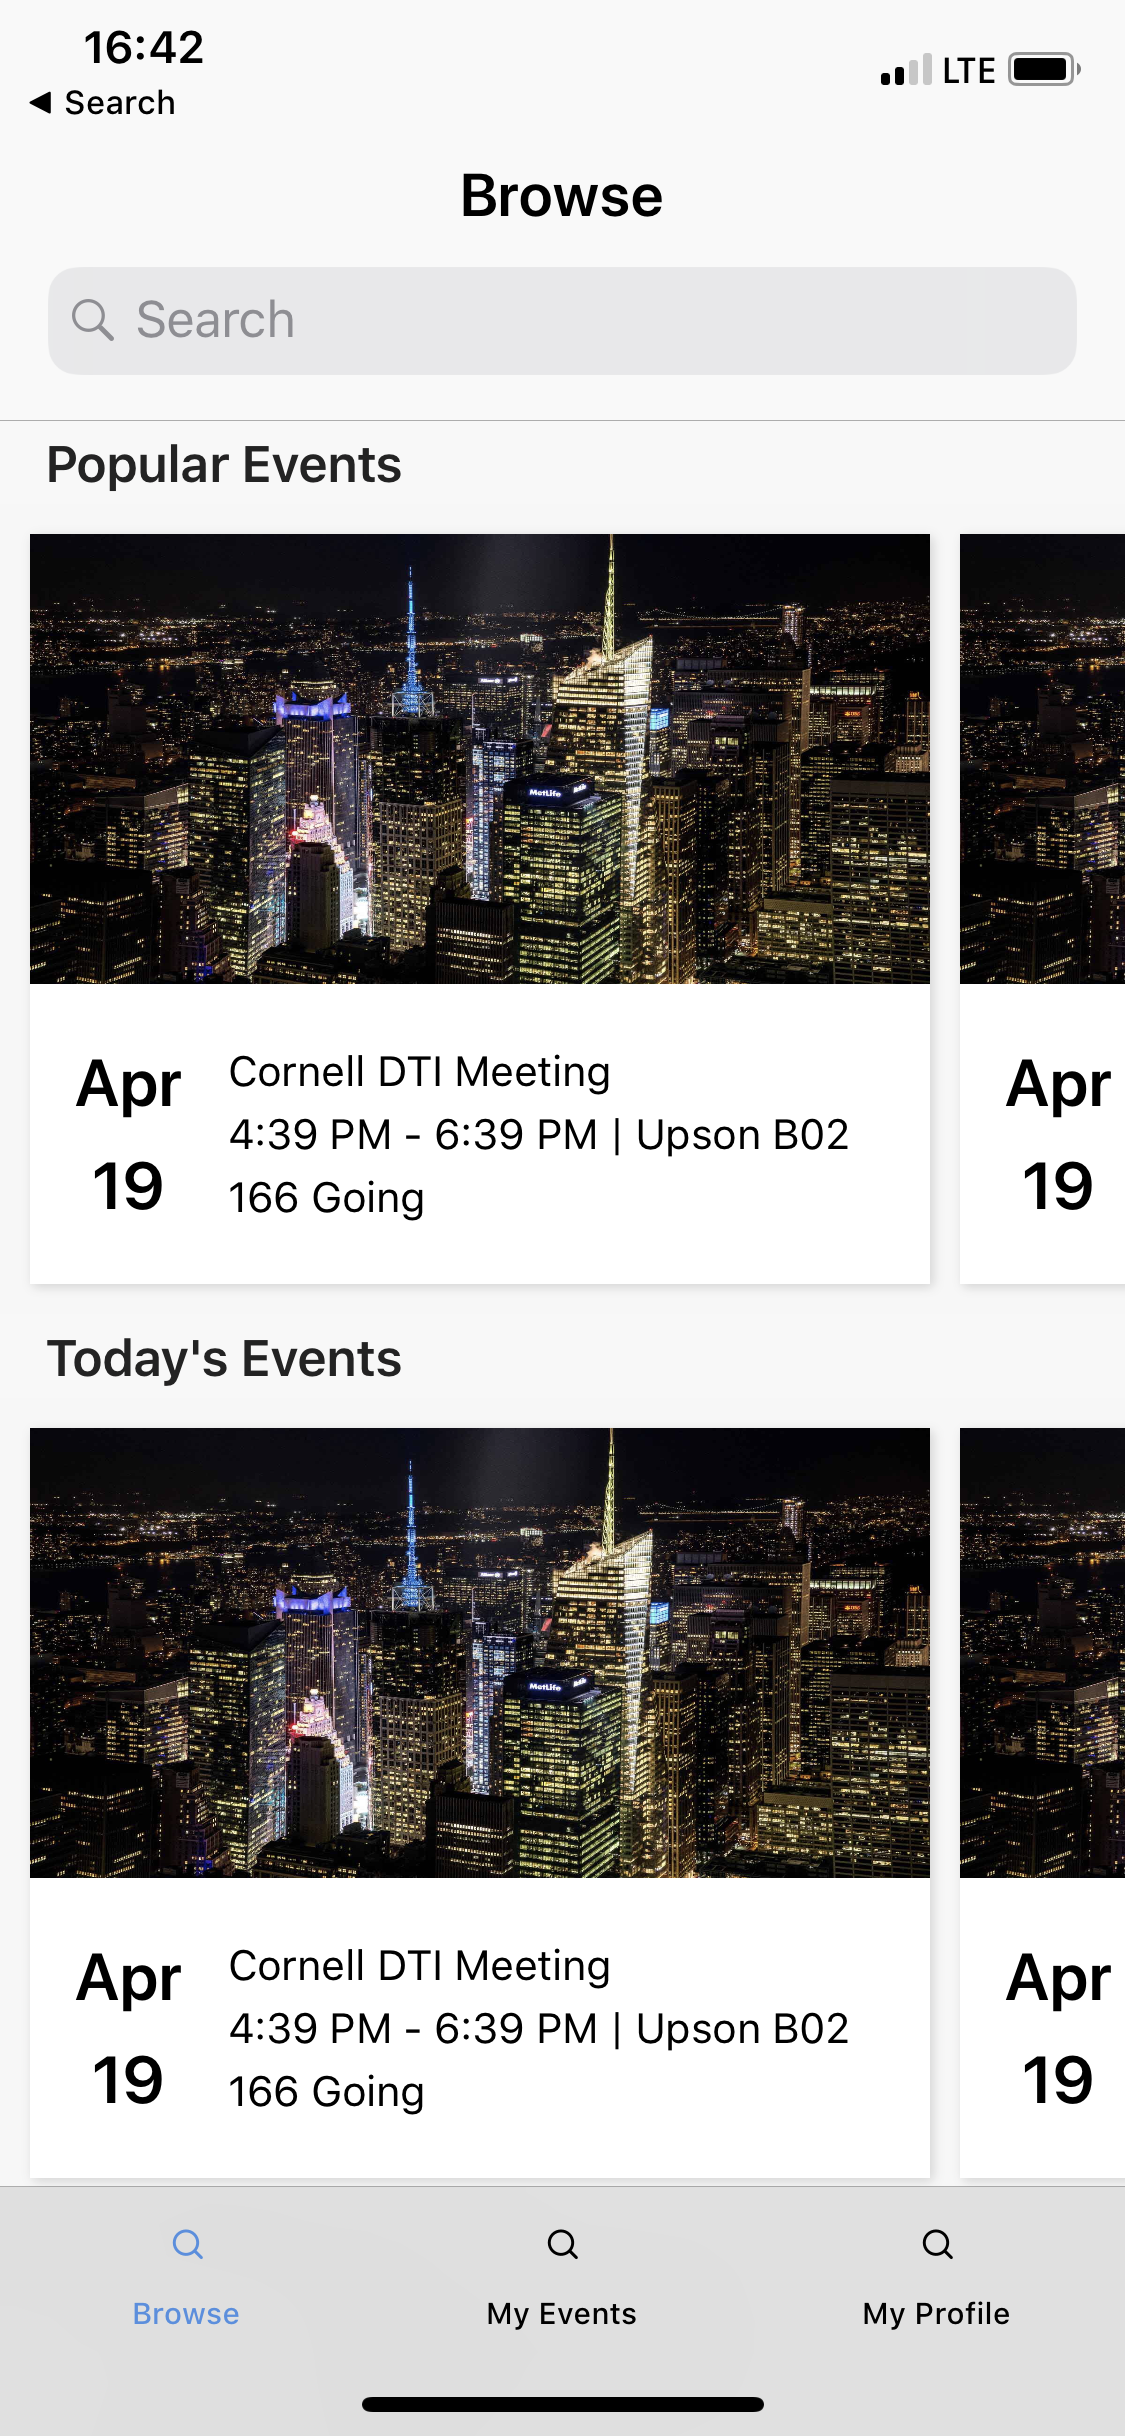 16:42
LTE
◀ Search
Browse
Search
Popular Events
MetLife
Apr
19
Cornell DTI Meeting
4:39 PM - 6:39 PM | Upson B02
166 Going
Apr
19
Today's Events
MetLife
Apr
19
Cornell DTI Meeting
4:39 PM - 6:39 PM | Upson B02
166 Going
Apr
19
Browse
My Events
My Profile